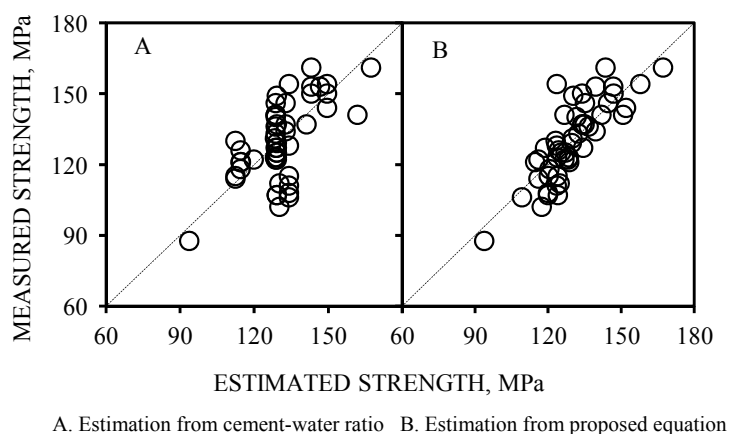 180
150
120
90
60
A
B
60 90 120 150 60 90 120 150 180
MEASURED STRENGTH, MPa
ESTIMATED STRENGTH, MPa
A. Estimation from cement-water ratio B. Estimation from proposed equation